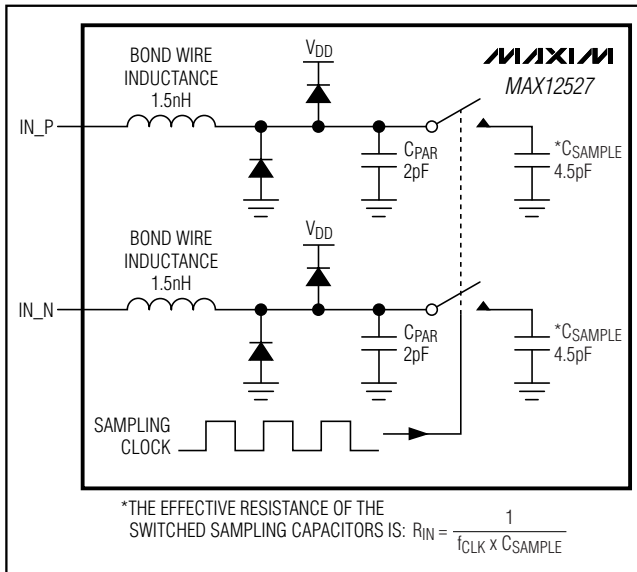 MAXIM
MAX12527
BOND WIRE
INDUCTANCE
1.5nH
VDD
IN_P
CPAR
2pF
*CSAMPLE
4.5pF
BOND WIRE
INDUCTANCE
1.5nH
VDD
IN_N
CPAR
2pF
*CSAMPLE
4.5pF
SAMPLING
CLOCK
*THE EFFECTIVE RESISTANCE OF THE
SWITCHED SAMPLING CAPACITORS IS: RIN = 1 / fCLK x CSAMPLE